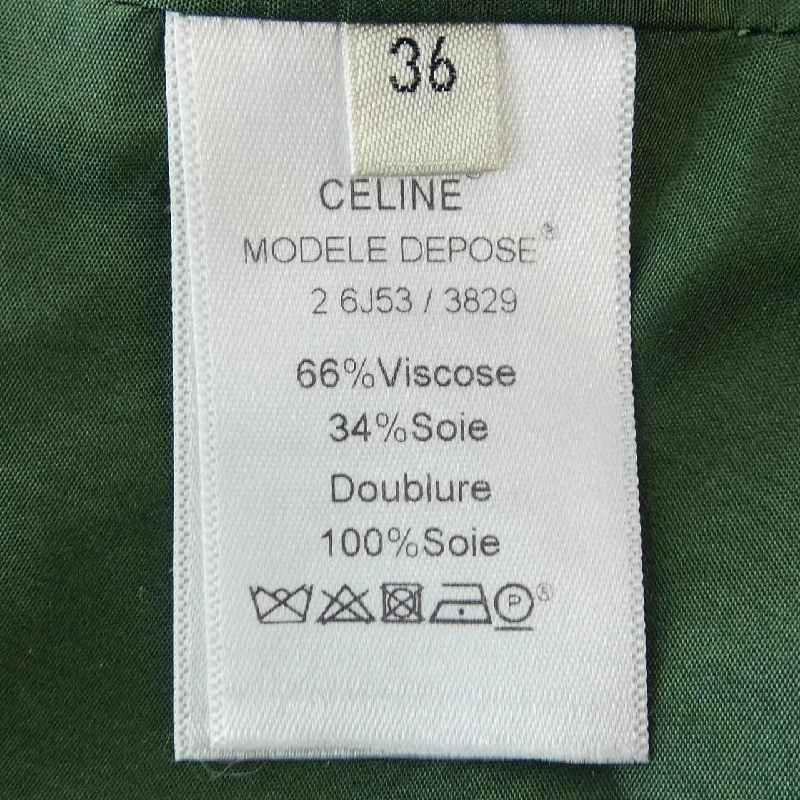 36
CELINE®
MODELE DEPOSE®
2 6J53 / 3829
66%Viscose
34%Soie
Doublure
100%Soie
P®